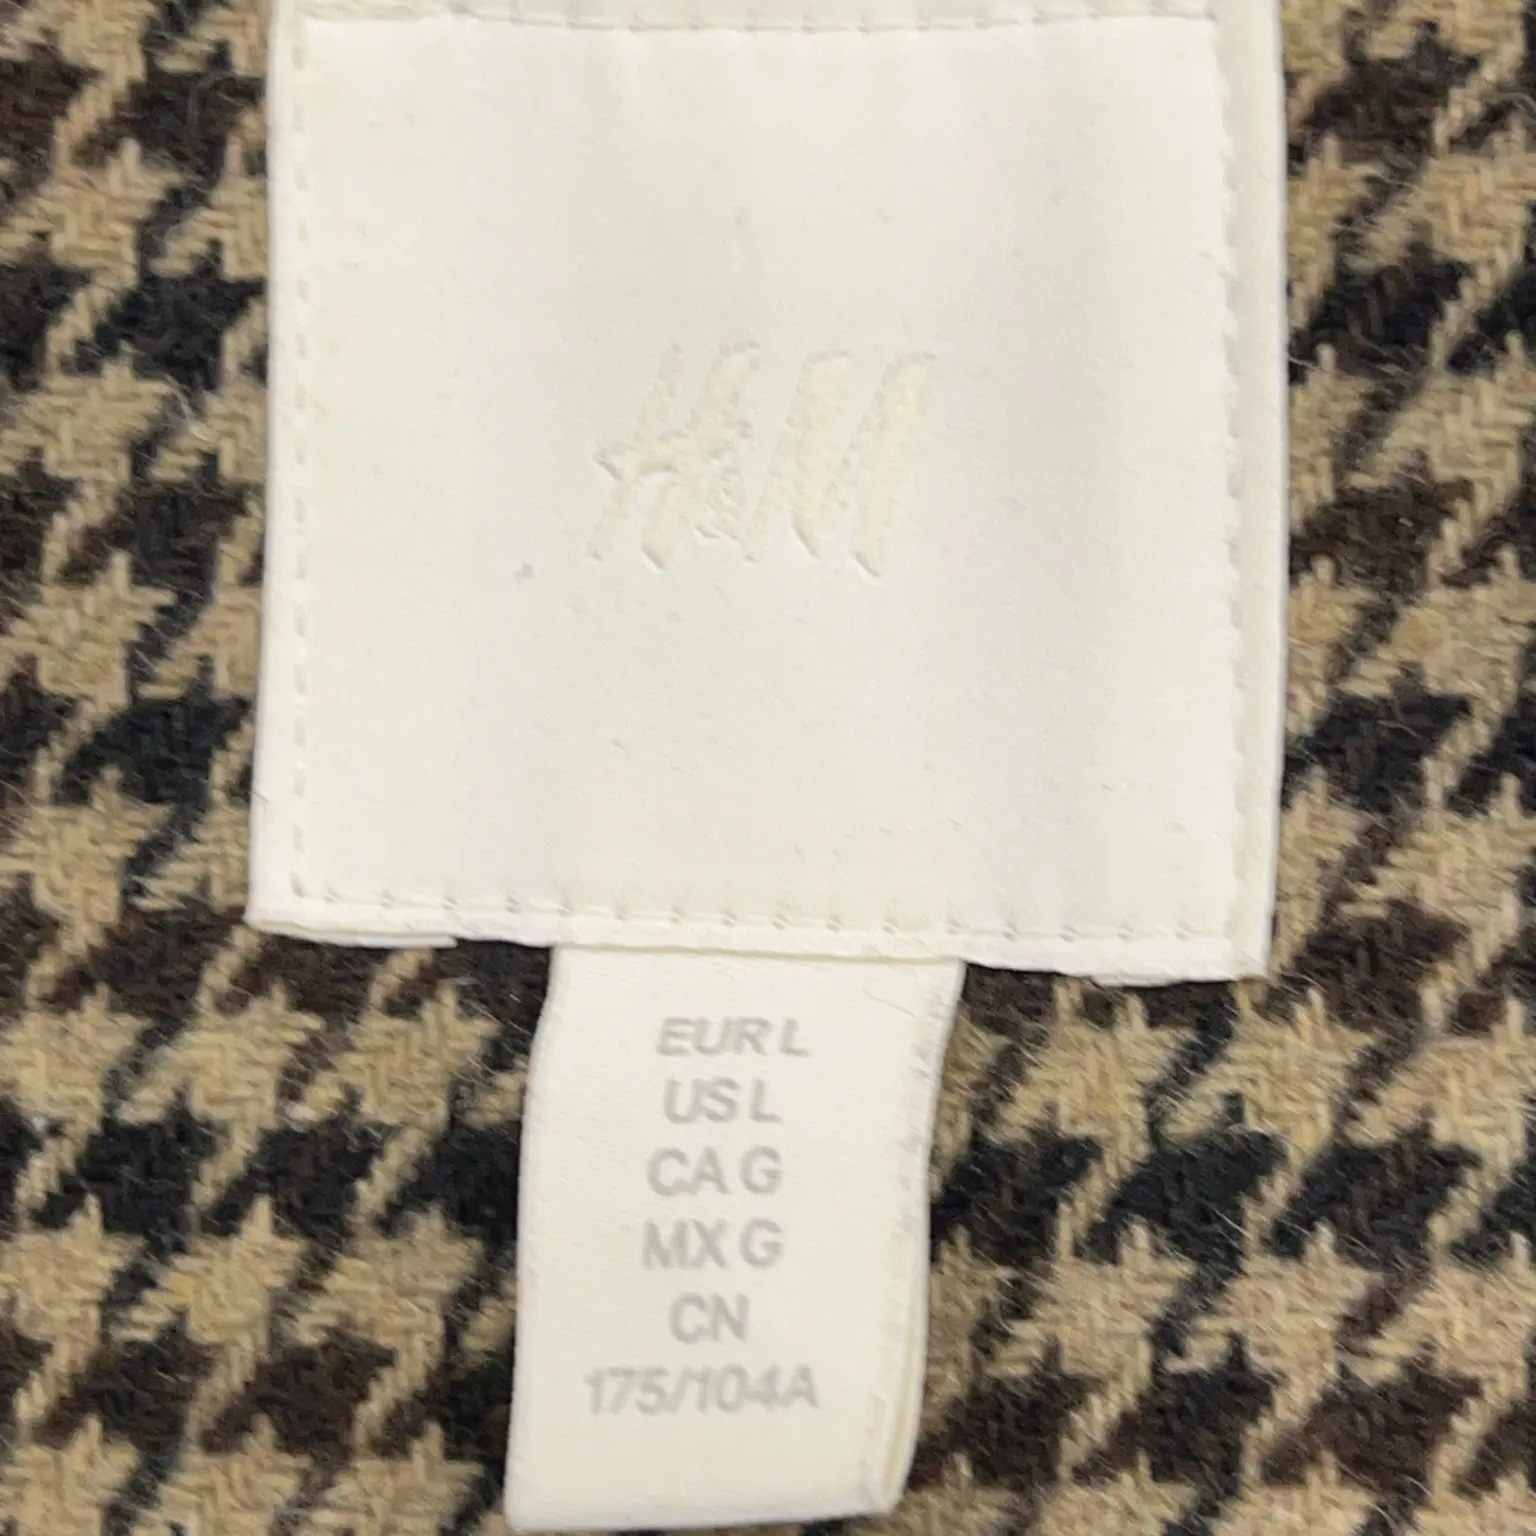 H&M
EUR L
US L
CA G
MX G
CN
175/104A